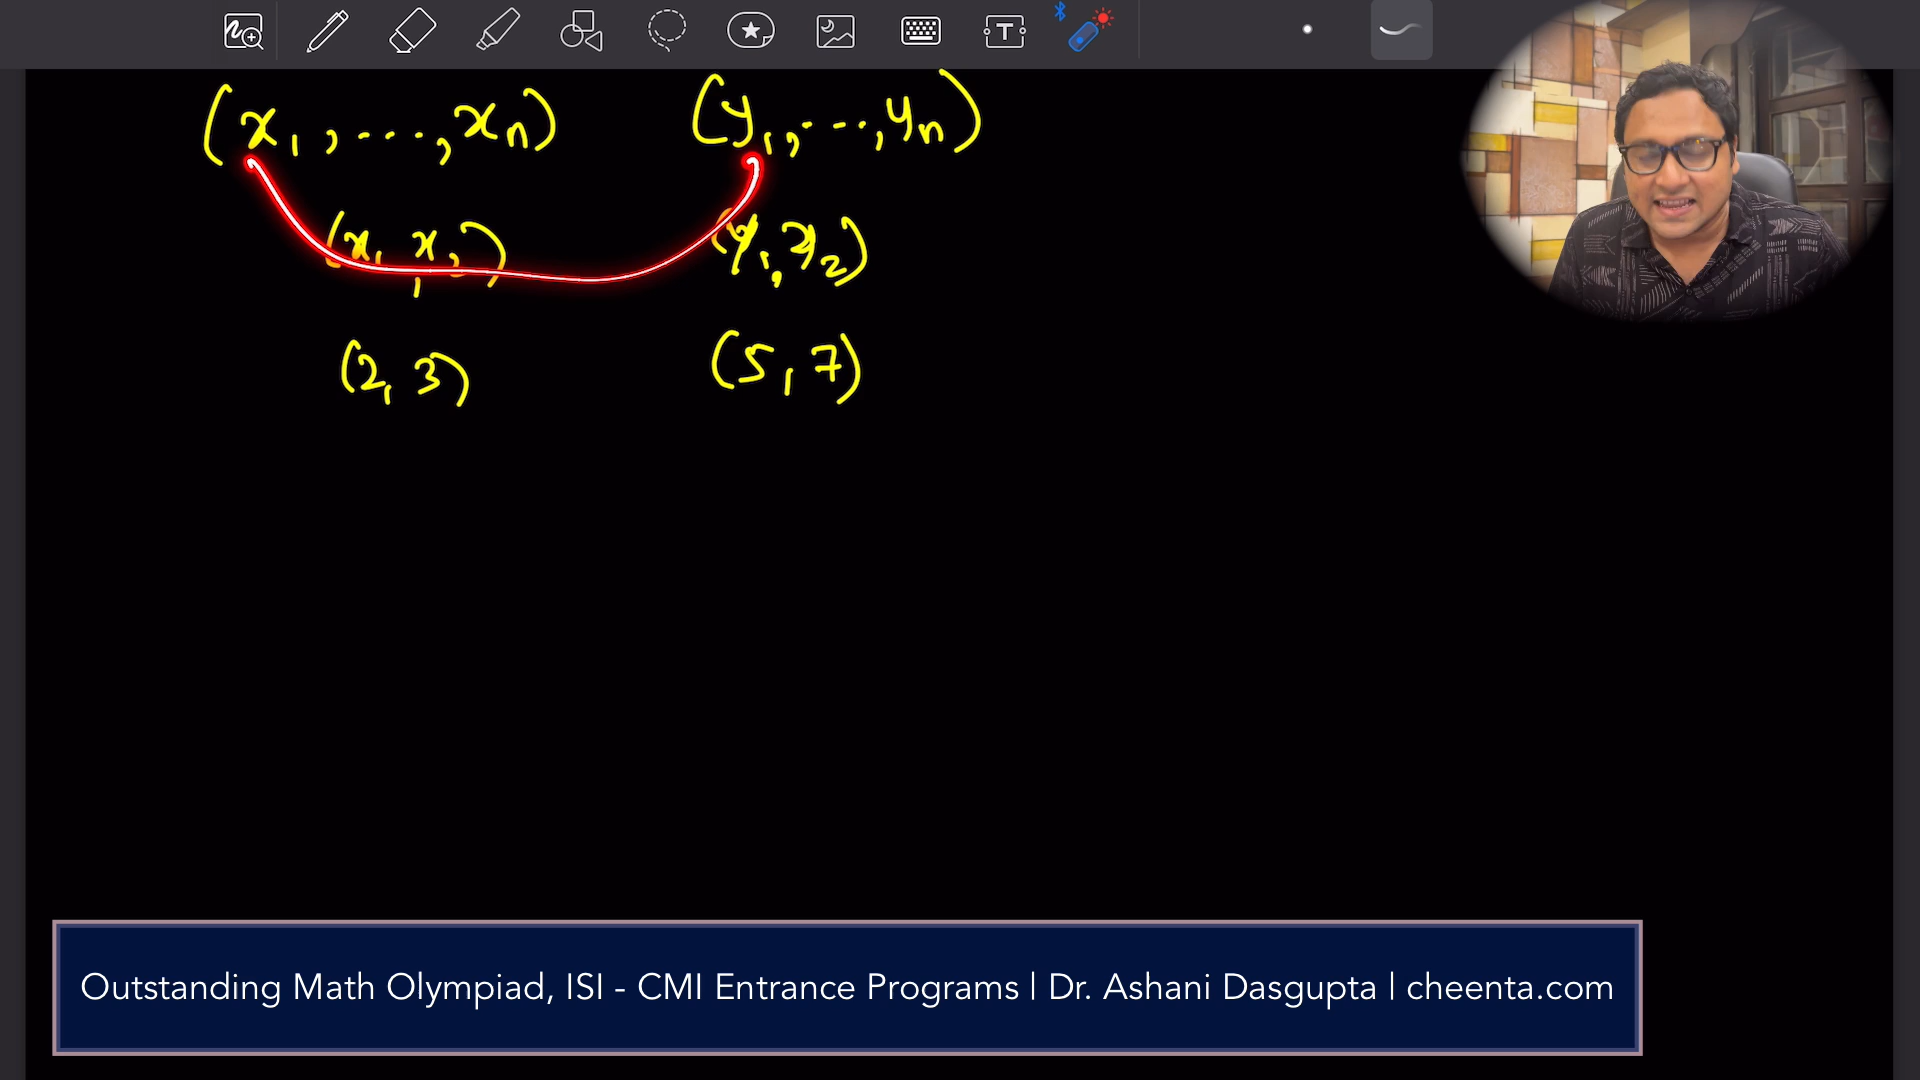 (x₁, ..., xₙ) (y₁, ..., yₙ)
(x₁, x₂) (y₁, y₂)
(2, 3) (5, 7)
Outstanding Math Olympiad, ISI - CMI Entrance Programs | Dr. Ashani Dasgupta | cheenta.com